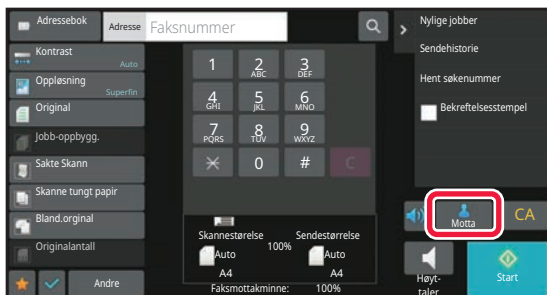 Adressebok
Adresse Faksnummer
Nylige jobber
Kontrast
Auto
Sendehistorie
Oppløsning
Superfin
Hent søkenummer
Original
Bekreftelsesstempel
Jobb-oppbygg.
Sakte Skann
Skanne tungt papir
Bland.orginal
Originalantall
Andre
1 2 3
ABC DEF
4 5 6
GHI JKL MNO
7 8 9
PQRS TUV WXYZ
0 # C
Skannestørelse Sendestørrelse
100%
Auto Auto
A4 A4
Faksmottakminne: 100%
Motta
CA
Høyt-
taler
Start